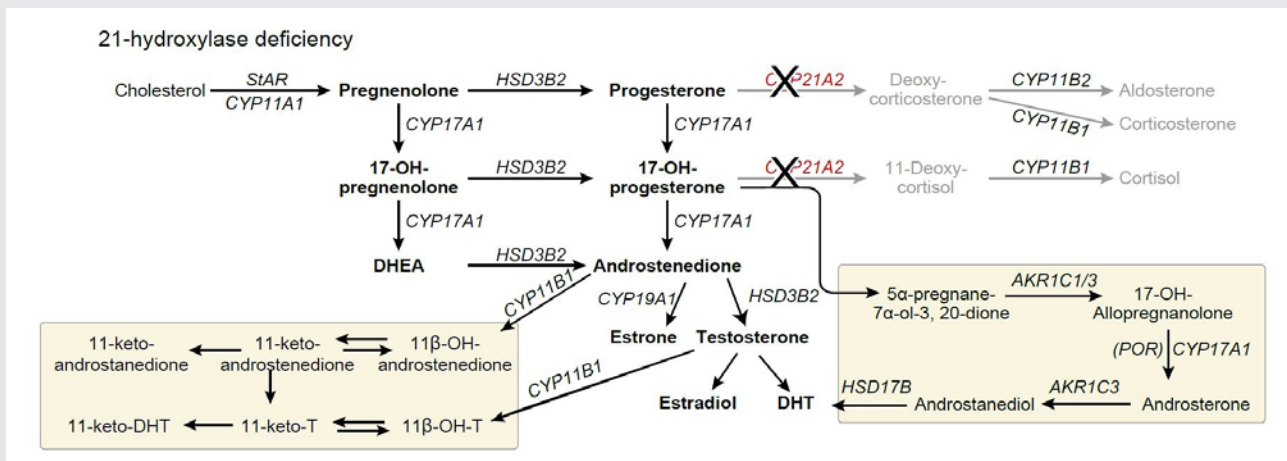 21-hydroxylase deficiency
Cholesterol
StAR
CYP11A1
Pregnenolone
HSD3B2
Progesterone
CYP21A2
Deoxy-
corticosterone
CYP11B2
Aldosterone
CYP11B1
Corticosterone
CYP17A1
CYP17A1
17-OH-
pregnenolone
HSD3B2
17-OH-
progesterone
CYP21A2
11-Deoxy-
cortisol
CYP11B1
Cortisol
CYP17A1
CYP17A1
DHEA
HSD3B2
Androstenedione
CYP11B1
CYP19A1
HSD3B2
Estrone
Testosterone
CYP11B1
Estradiol
DHT
5α-pregnane-
7α-ol-3, 20-dione
AKR1C1/3
17-OH-
Allopregnanolone
(POR)
CYP17A1
HSD17B
Androstanediol
AKR1C3
Androsterone
11-keto-
androstanedione
11-keto-
androstenedione
11β-OH-
androstenedione
11-keto-DHT
11-keto-T
11β-OH-T